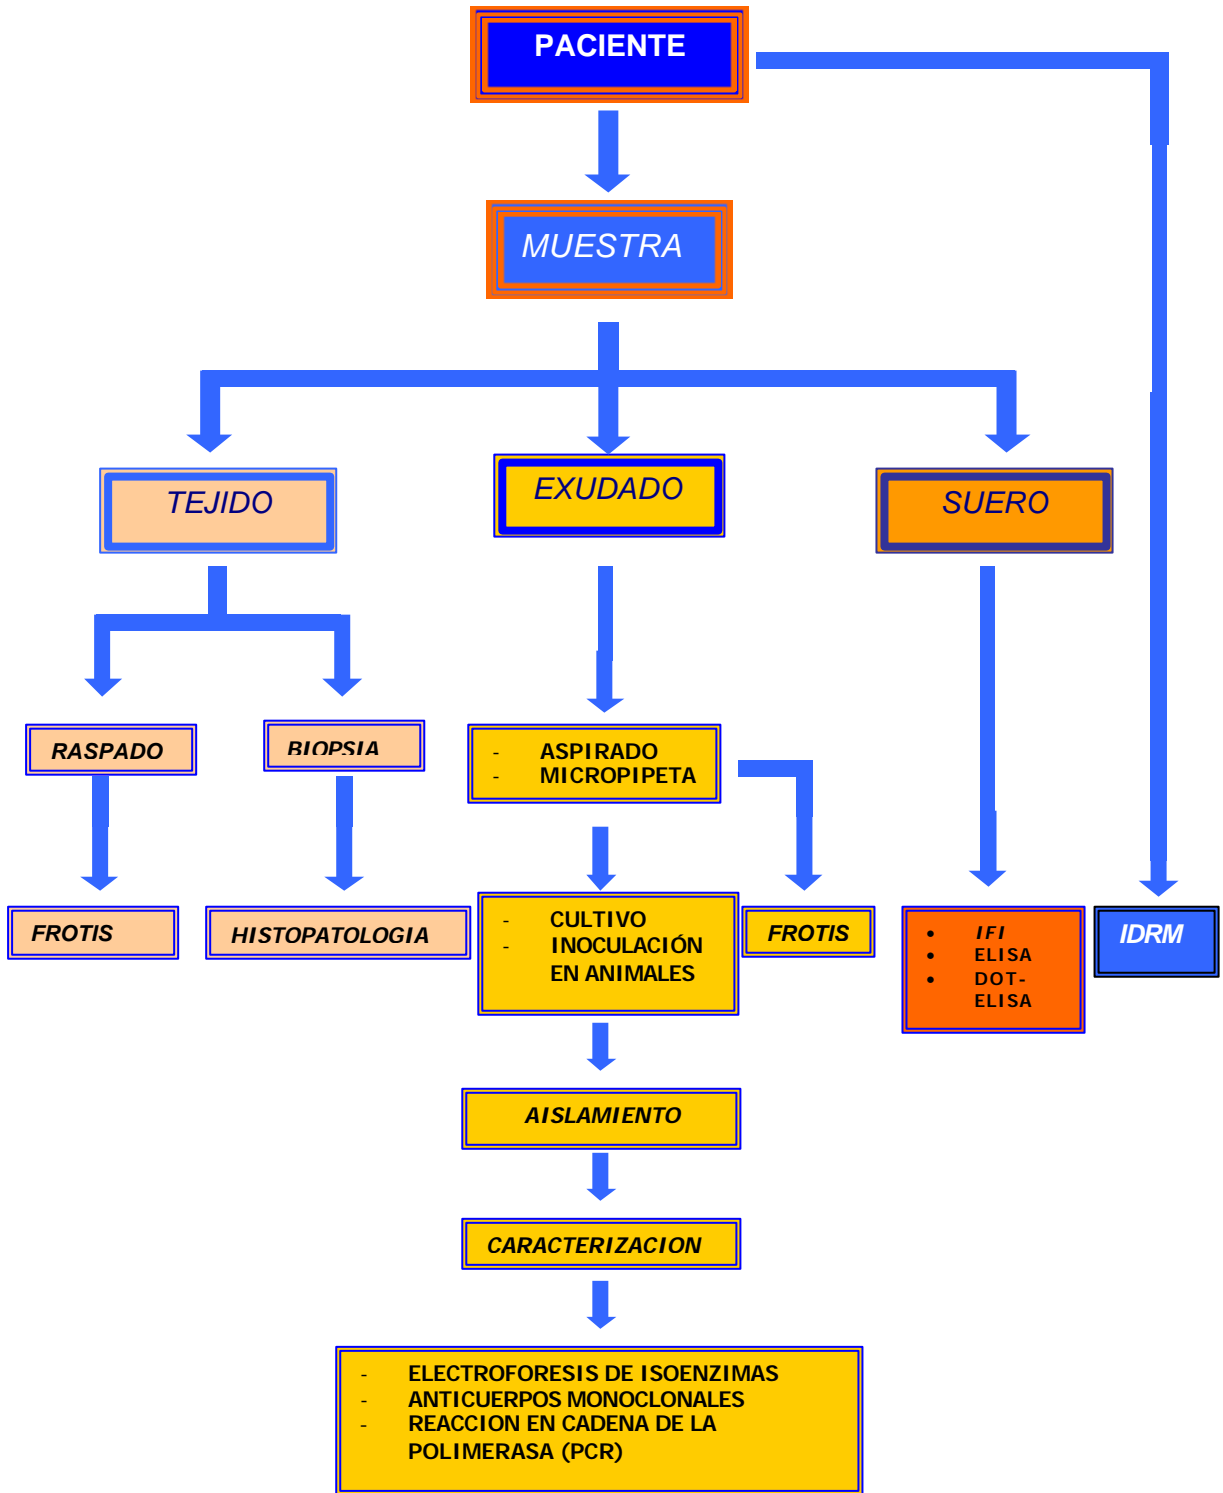 PACIENTE
MUESTRA
TEJIDO
EXUDADO
SUERO
RASPADO
BIOPSIA
- ASPIRADO
- MICROPIPETA
FROTIS
HISTOPATOLOGIA
- CULTIVO
- INOCULACIÓN
EN ANIMALES
FROTIS
• IFI
• ELISA
• DOT-
ELISA
IDRM
AISLAMIENTO
CARACTERIZACION
- ELECTROFORESIS DE ISOENZIMAS
- ANTICUERPOS MONOCLONALES
- REACCION EN CADENA DE LA
POLIMERASA (PCR)